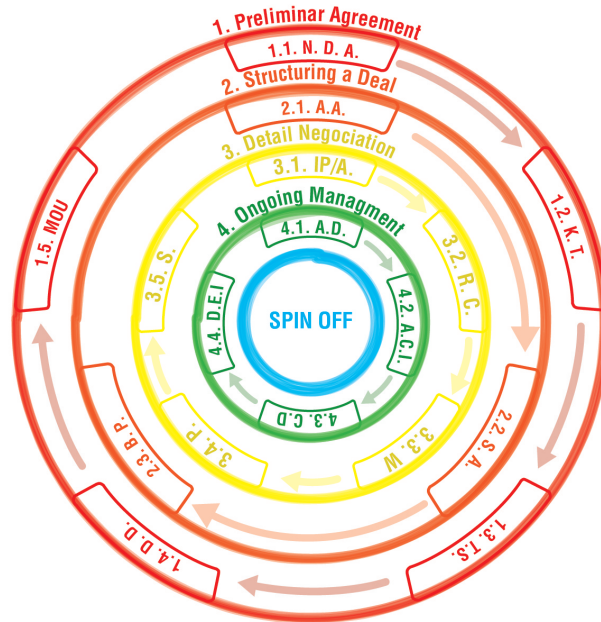 1. Preliminar Agreement
1.1. N. D. A.
1.2. K. T.
1.3. T.S.
1.4. D. D.
1.5. MOU
2. Structuring a Deal
2.1. A.A.
2.2. S. A.
2.3. B. P.
3. Detail Negociation
3.1. IP/A.
3.2. R. C.
3.3. W
3.4. P.
3.5. S.
4. Ongoing Managment
4.1. A.D.
4.2. A.C.I.
4.3. C.D
4.4. D.E.I
SPIN OFF